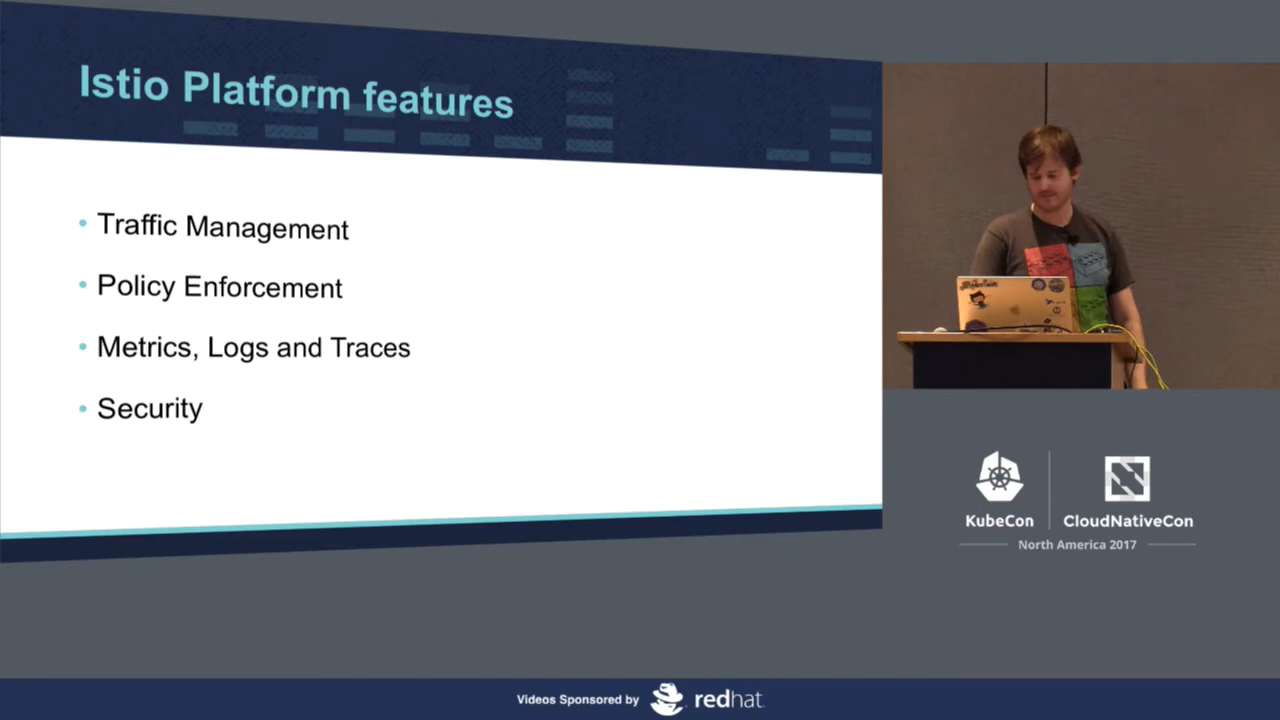 Istio Platform features
• Traffic Management
• Policy Enforcement
• Metrics, Logs and Traces
• Security
KubeCon
CloudNativeCon
North America 2017
Videos Sponsored by
redhat